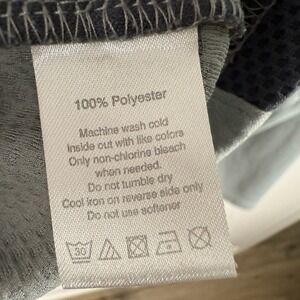 100% Polyester
Machine wash cold
Inside out with like colors
Only non-chlorine bleach
when needed.
Do not tumble dry
Cool iron on reverse side only
Do not use softener
30